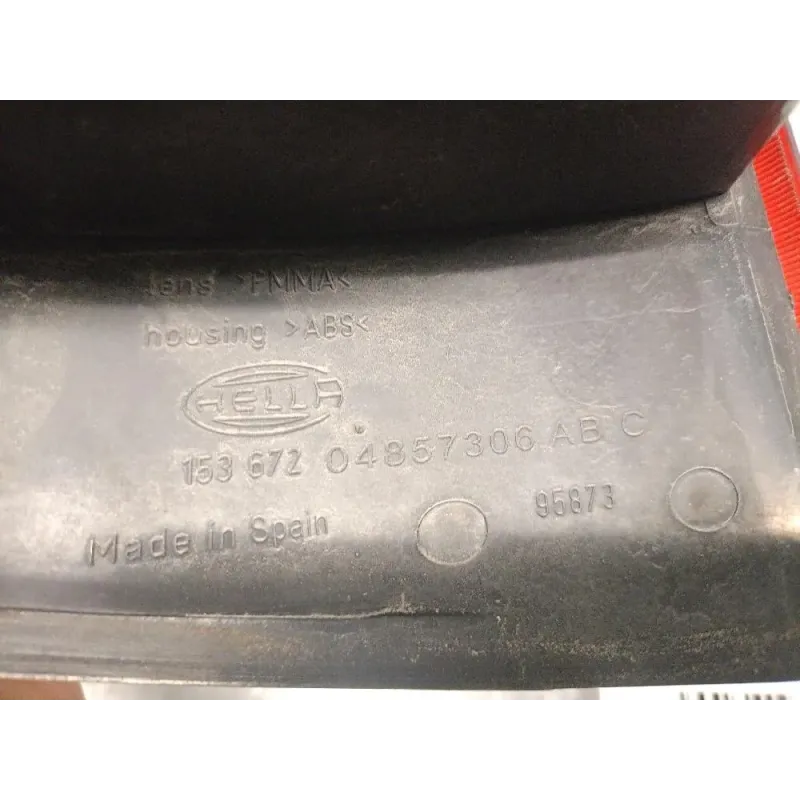 lens >PMMA<
housing >ABS<
HELLA
153 672 04857306 AB C
95873
Made in Spain